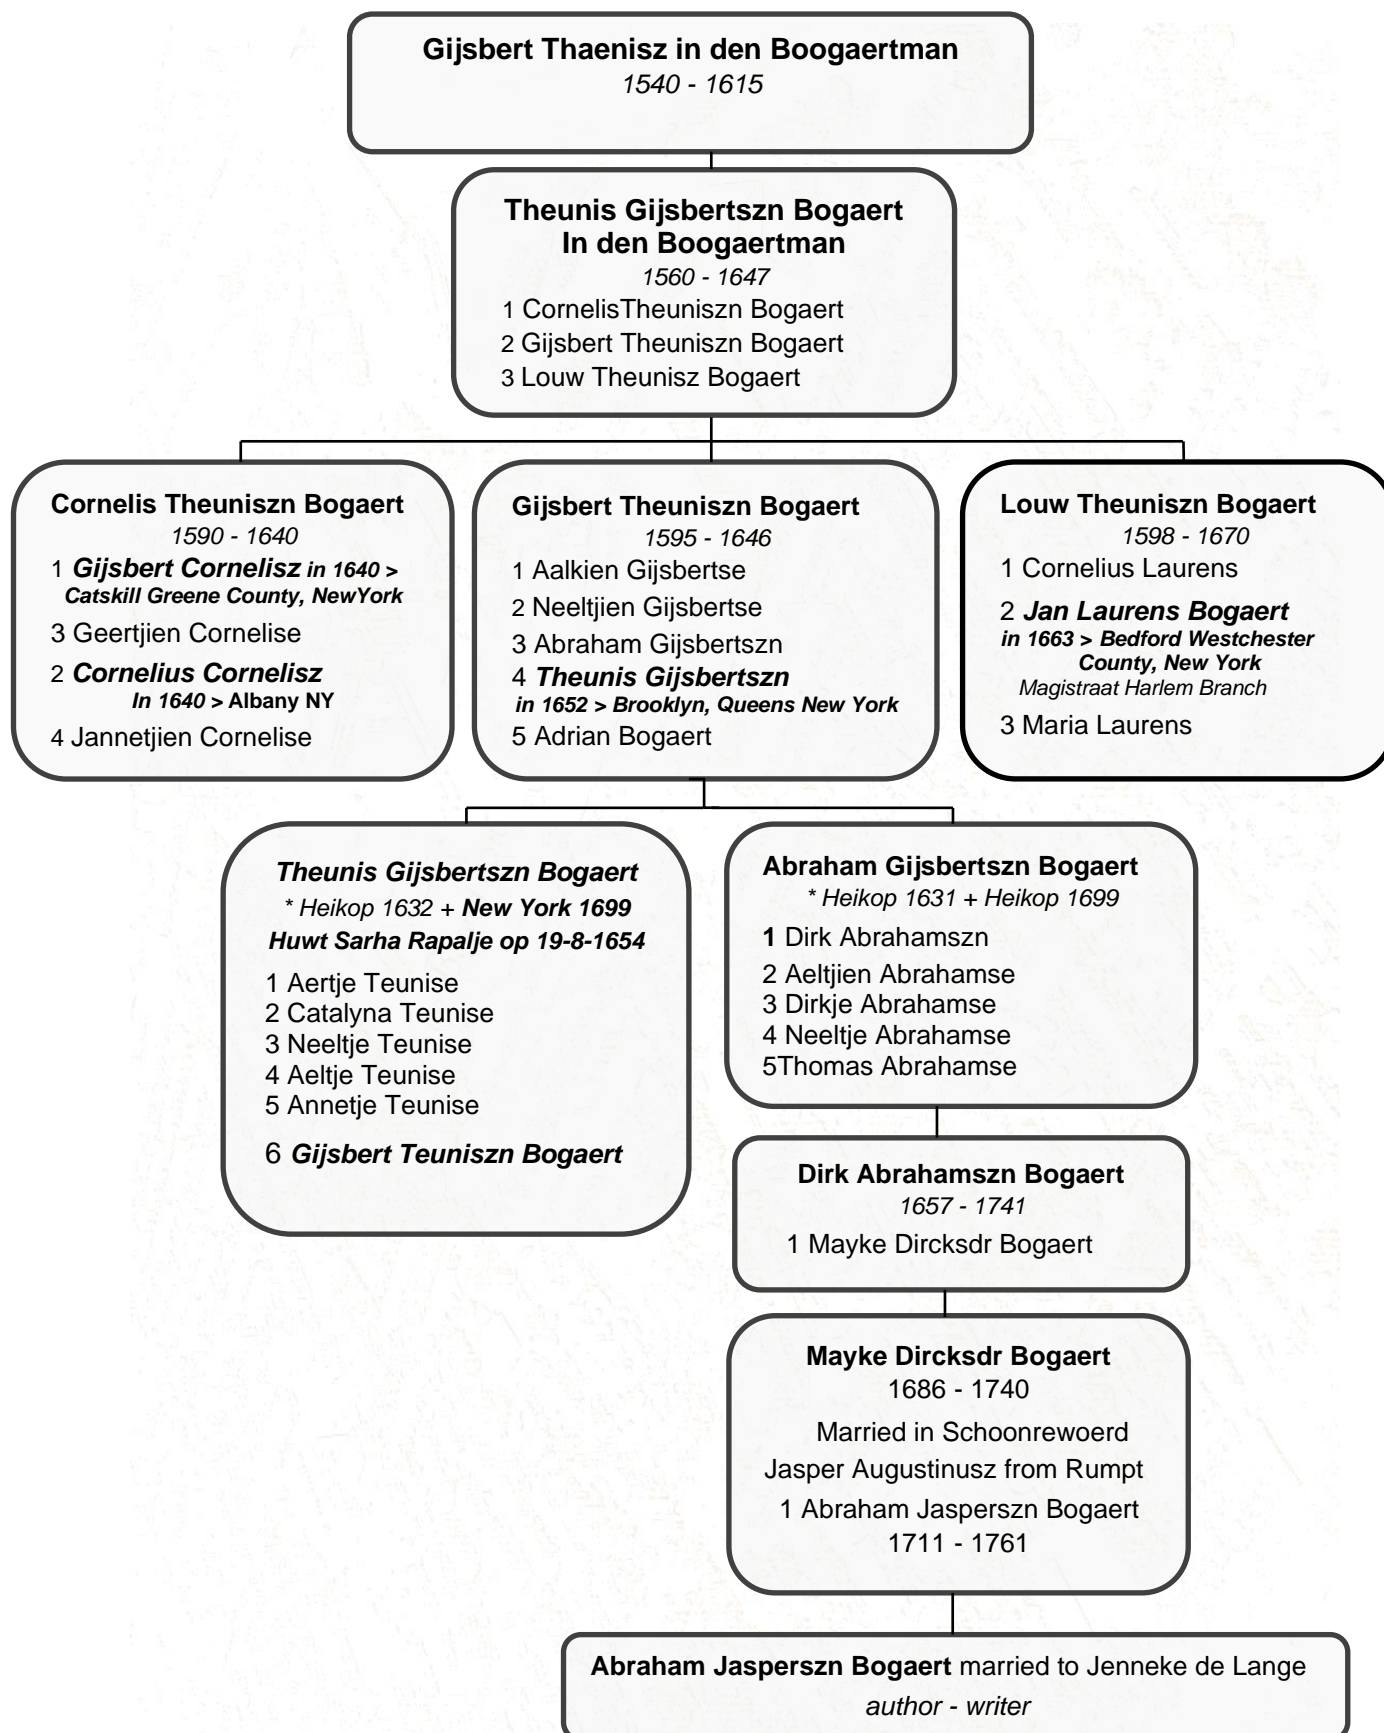 Gijsbert Thaenisz in den Boogaertman
1540 - 1615
Theunis Gijsbertszn Bogaert
In den Boogaertman
1560 - 1647
1 CornelisTheuniszn Bogaert
2 Gijsbert Theuniszn Bogaert
3 Louw Theunisz Bogaert
Cornelis Theuniszn Bogaert
1590 - 1640
1 Gijsbert Cornelisz in 1640 >
Catskill Greene County, NewYork
3 Geertjien Cornelise
2 Cornelius Cornelisz
In 1640 > Albany NY
4 Jannetjien Cornelise
Gijsbert Theuniszn Bogaert
1595 - 1646
1 Aalkien Gijsbertse
2 Neeltjien Gijsbertse
3 Abraham Gijsbertszn
4 Theunis Gijsbertszn
in 1652 > Brooklyn, Queens New York
5 Adrian Bogaert
Louw Theuniszn Bogaert
1598 - 1670
1 Cornelius Laurens
2 Jan Laurens Bogaert
in 1663 > Bedford Westchester
County, New York
Magistraat Harlem Branch
3 Maria Laurens
Theunis Gijsbertszn Bogaert
* Heikop 1632 + New York 1699
Huwt Sarha Rapalje op 19-8-1654
1 Aertje Teunise
2 Catalyna Teunise
3 Neeltje Teunise
4 Aeltje Teunise
5 Annetje Teunise
6 Gijsbert Teuniszn Bogaert
Abraham Gijsbertszn Bogaert
* Heikop 1631 + Heikop 1699
1 Dirk Abrahamszn
2 Aeltjien Abrahamse
3 Dirkje Abrahamse
4 Neeltje Abrahamse
5Thomas Abrahamse
Dirk Abrahamszn Bogaert
1657 - 1741
1 Mayke Dircksdr Bogaert
Mayke Dircksdr Bogaert
1686 - 1740
Married in Schoonrewoerd
Jasper Augustinusz from Rumpt
1 Abraham Jasperszn Bogaert
1711 - 1761
Abraham Jasperszn Bogaert married to Jenneke de Lange
author - writer